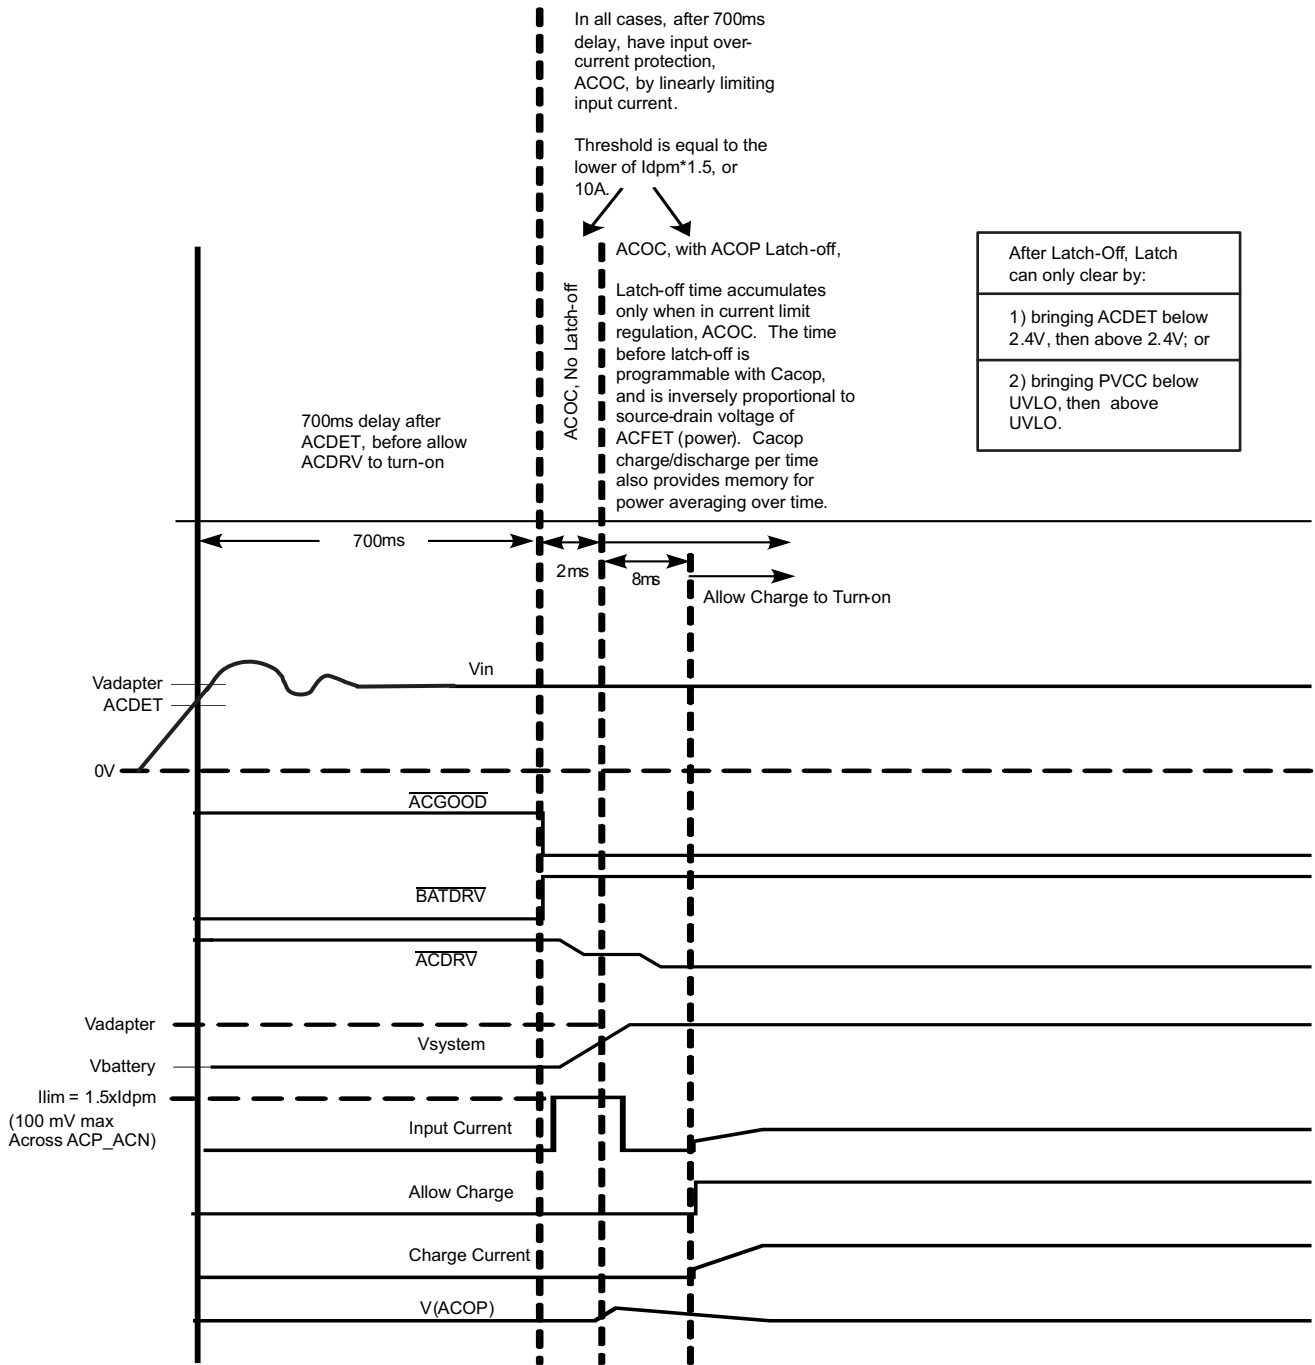 In all cases, after 700ms
delay, have input over-
current protection,
ACOC, by linearly limiting
input current.
Threshold is equal to the
lower of Idpm*1.5, or
10A.
ACOC, No Latch-off
ACOC, with ACOP Latch-off,
Latch-off time accumulates
only when in current limit
regulation, ACOC. The time
before latch-off is
programmable with Cacop,
and is inversely proportional to
source-drain voltage of
ACFET (power). Cacop
charge/discharge per time
also provides memory for
power averaging over time.
After Latch-Off, Latch
can only clear by:
1) bringing ACDET below
2.4V, then above 2.4V; or
2) bringing PVCC below
UVLO, then above
UVLO.
700ms delay after
ACDET, before allow
ACDRV to turn-on
700ms
2ms
8ms
Allow Charge to Turn-on
Vin
Vadapter
ACDET
0V
ACGOOD
BATDRV
ACDRV
Vadapter
Vsystem
Vbattery
Ilim = 1.5xIdpm
(100 mV max
Across ACP_ACN)
Input Current
Allow Charge
Charge Current
V(ACOP)